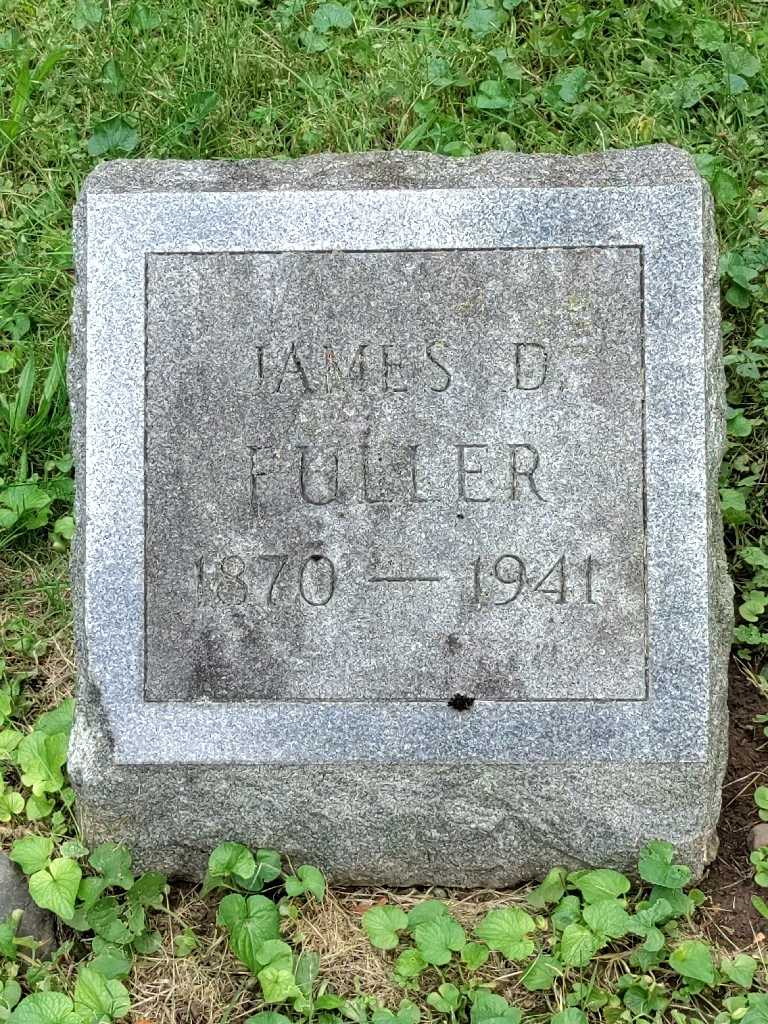 JAMES D.
FULLER
1870 — 1941